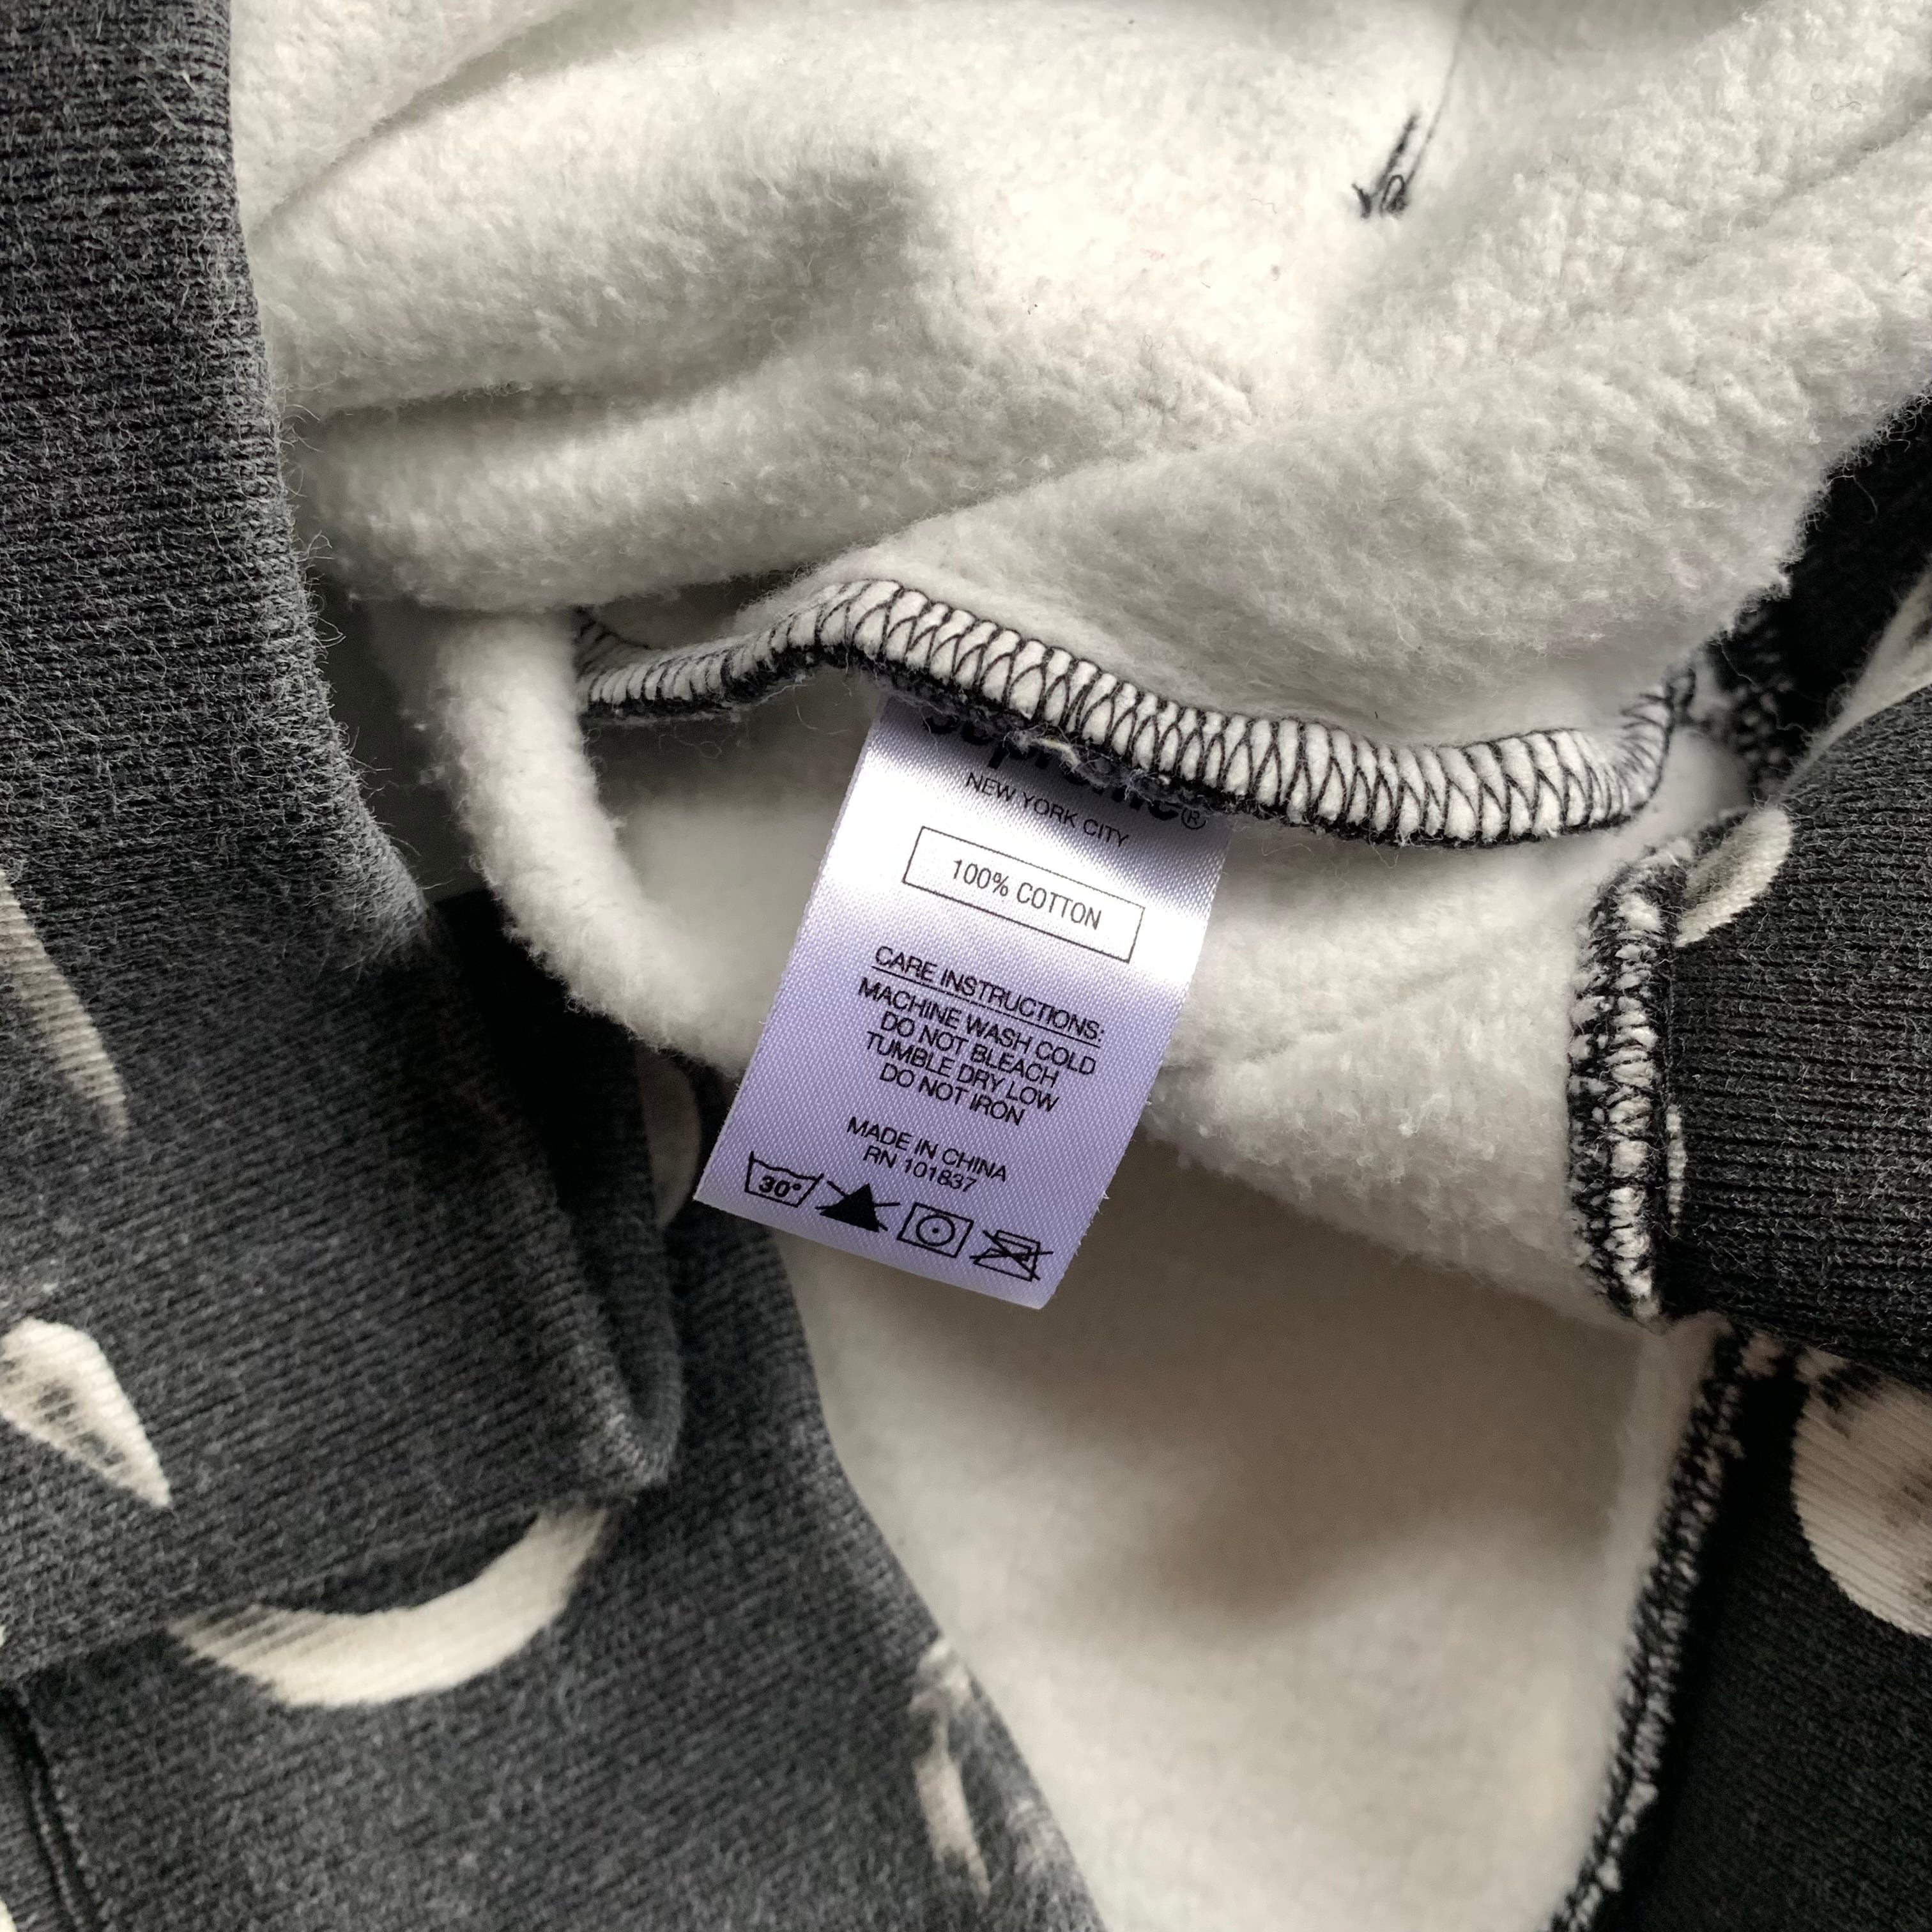 Supreme®
NEW YORK CITY
100% COTTON
CARE INSTRUCTIONS:
MACHINE WASH COLD
DO NOT BLEACH
TUMBLE DRY LOW
DO NOT IRON
MADE IN CHINA
RN 101837
30°